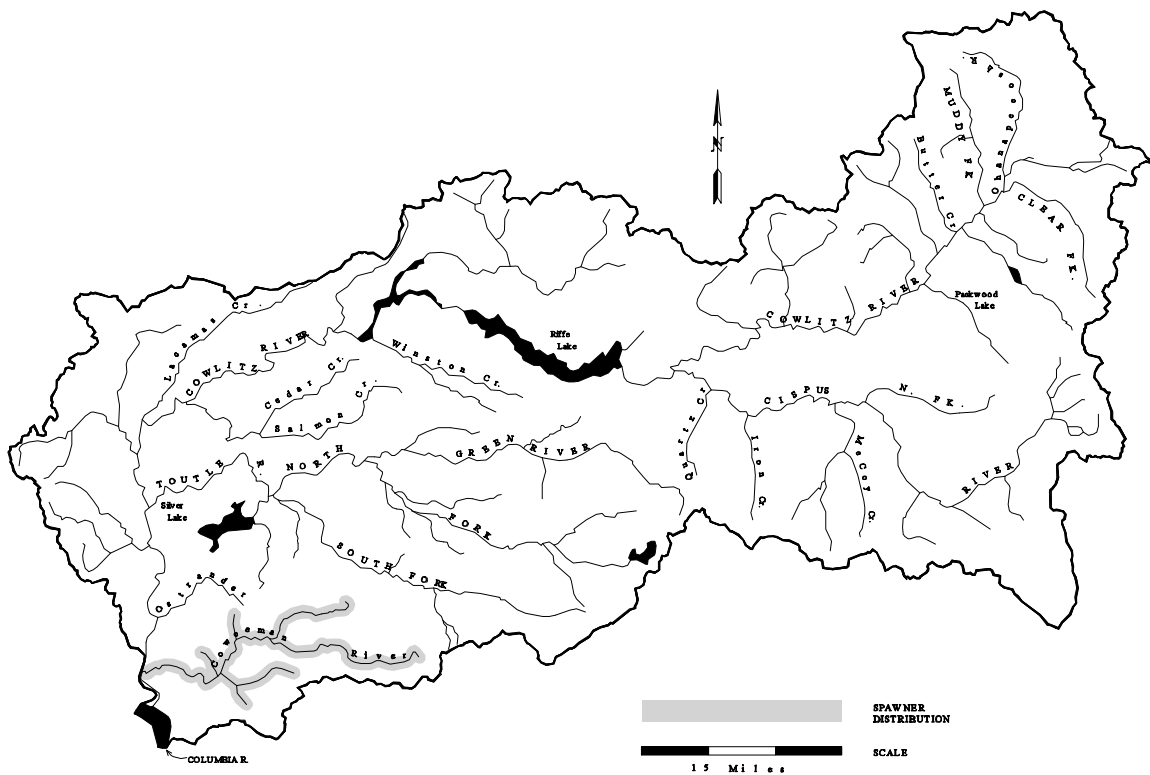 Ohanapecosh R.
MUDDY FK.
Butter Cr.
CLEAR FK.
N
Packwood
Lake
COWLITZ RIVER
Lacamas Cr.
COWLITZ RIVER
Riffe
Lake
Winston Cr.
Cedar Cr.
Salmon Cr.
CISPUS
N. FK.
RIVER
Quartz Cr
Iron Cr.
McCoy Cr.
GREEN RIVER
TOUTLE R.
NORTH
FORK
Silver
Lake
SOUTH FORK
Ostrander
Coweeman
River
SPAWNER
DISTRIBUTION
SCALE
15 Miles
COLUMBIA R.